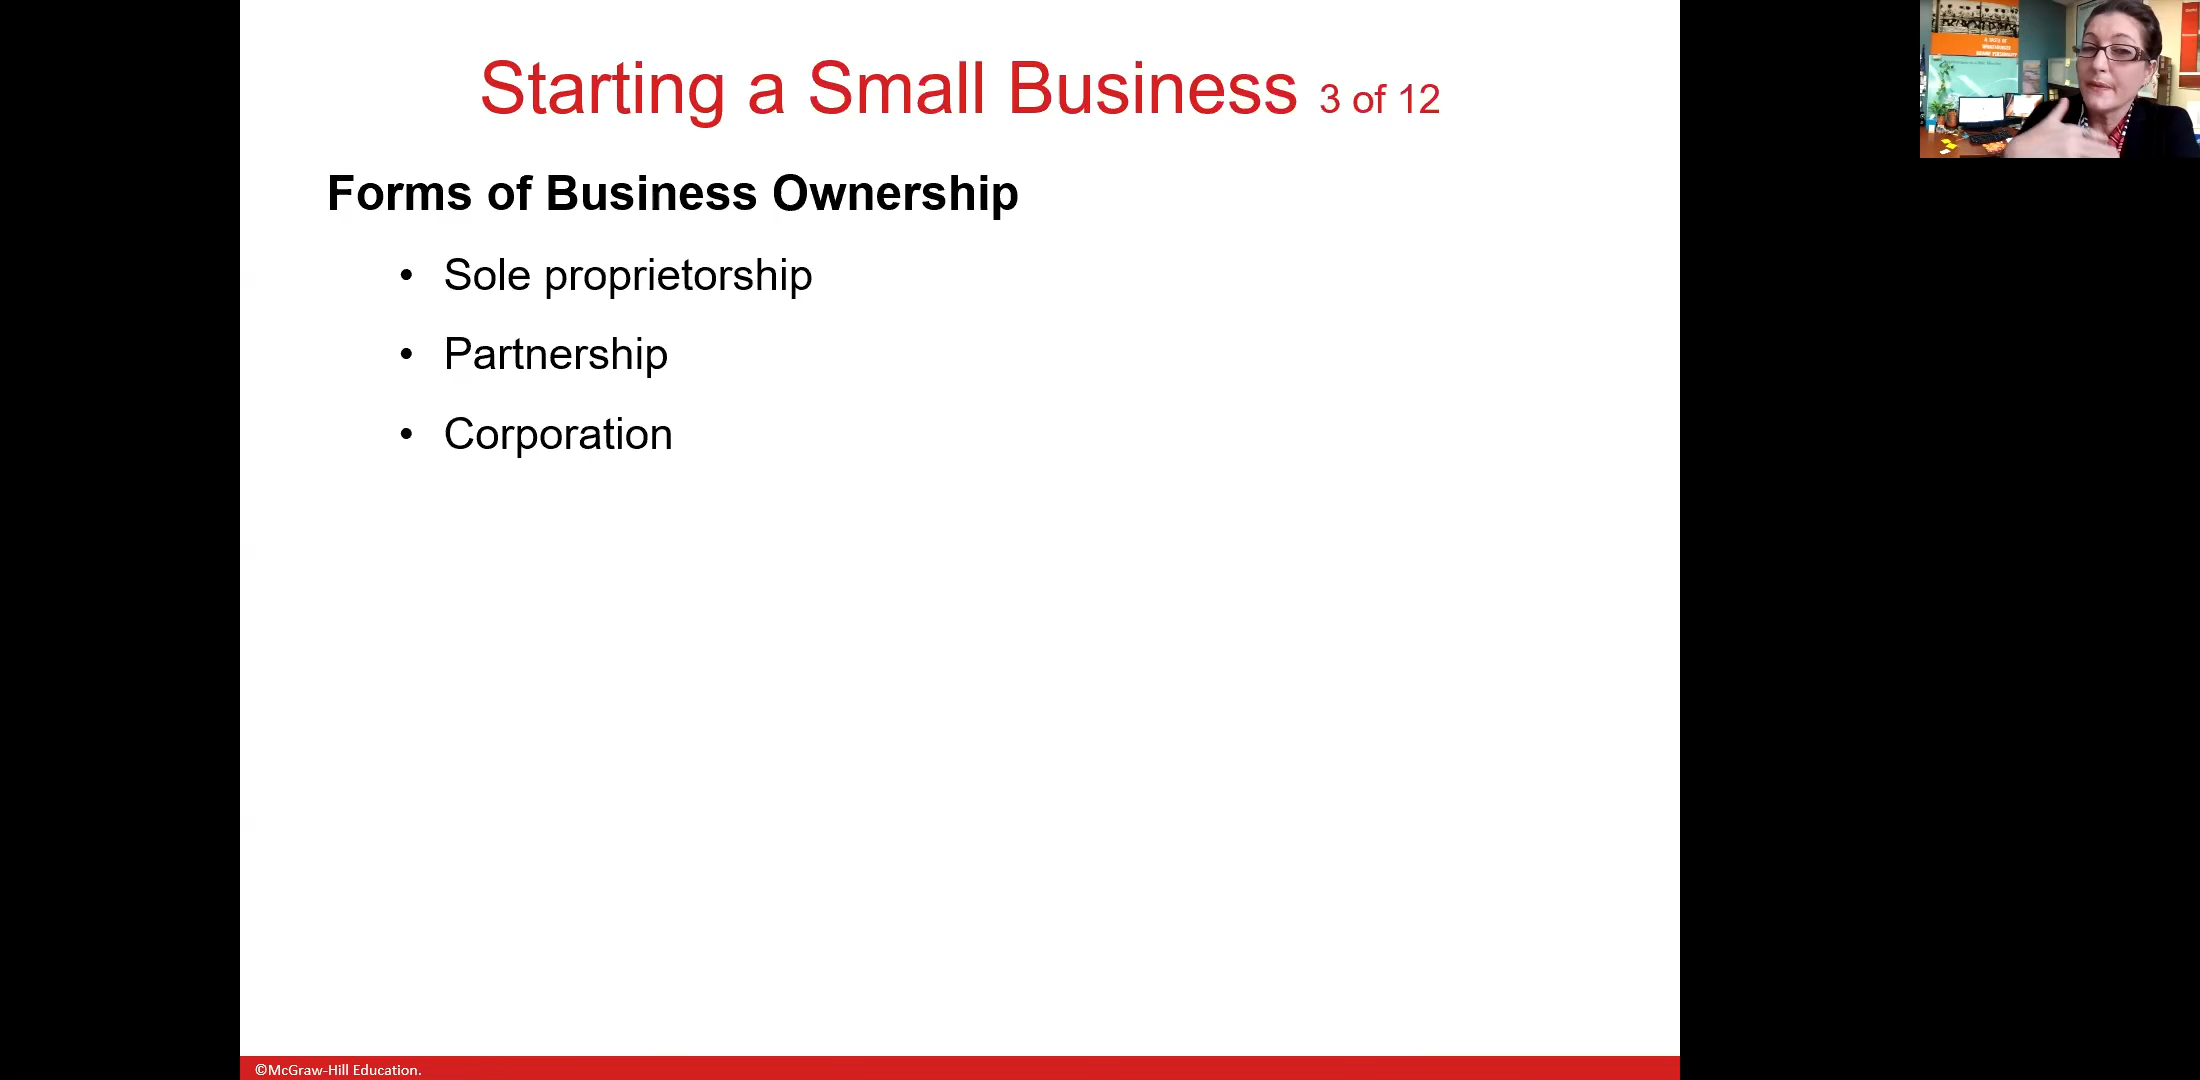 Starting a Small Business 3 of 12
Forms of Business Ownership
• Sole proprietorship
• Partnership
• Corporation
©McGraw-Hill Education.